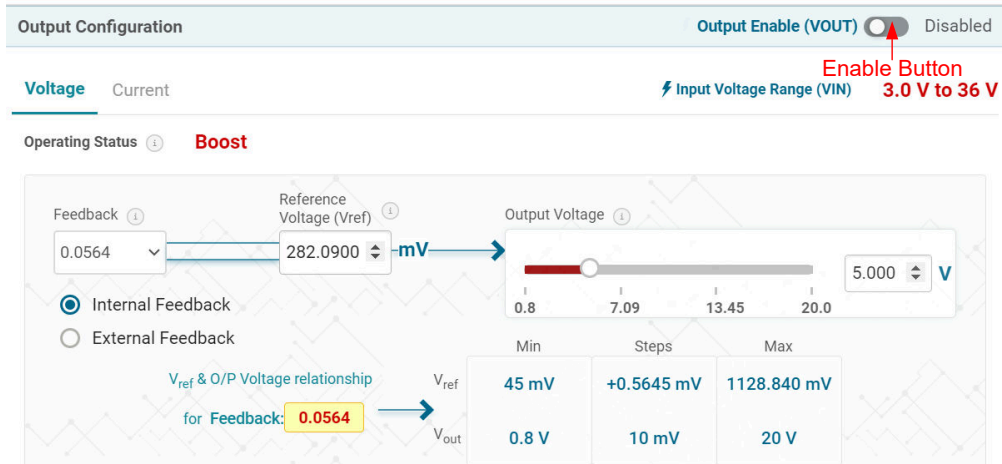 Output Configuration Output Enable (VOUT) Disabled
Enable Button
Voltage Current Input Voltage Range (VIN) 3.0 V to 36 V
Operating Status Boost
Feedback Reference Voltage (Vref) Output Voltage
0.0564 282.0900 mV 5.000 V
0.8 7.09 13.45 20.0
Internal Feedback
External Feedback
Min Steps Max
Vref & O/P Voltage relationship Vref 45 mV +0.5645 mV 1128.840 mV
for Feedback: 0.0564
Vout 0.8 V 10 mV 20 V